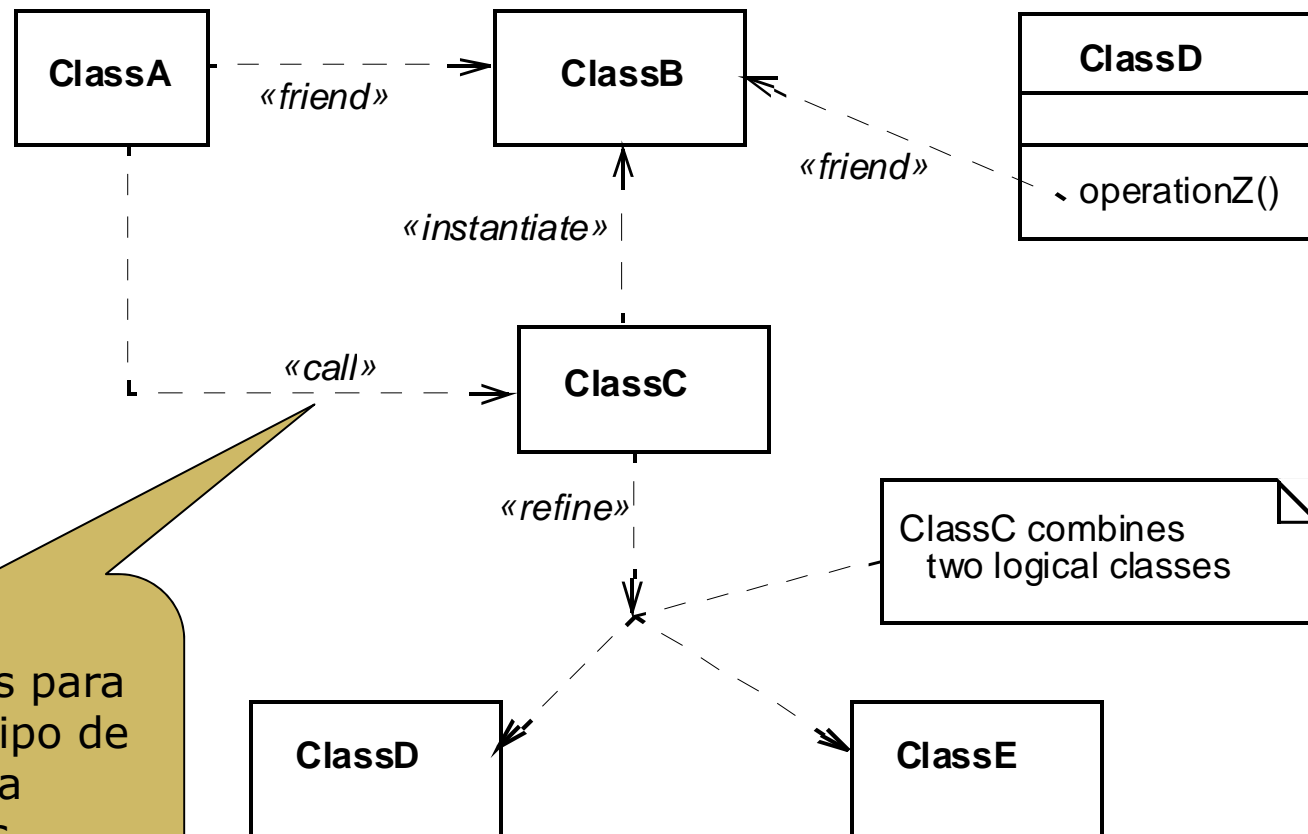 ClassA
«friend»
ClassB
ClassD
operationZ()
«friend»
«instantiate»
«call»
ClassC
«refine»
ClassC combines
two logical classes
para
de
ClassD
ClassE